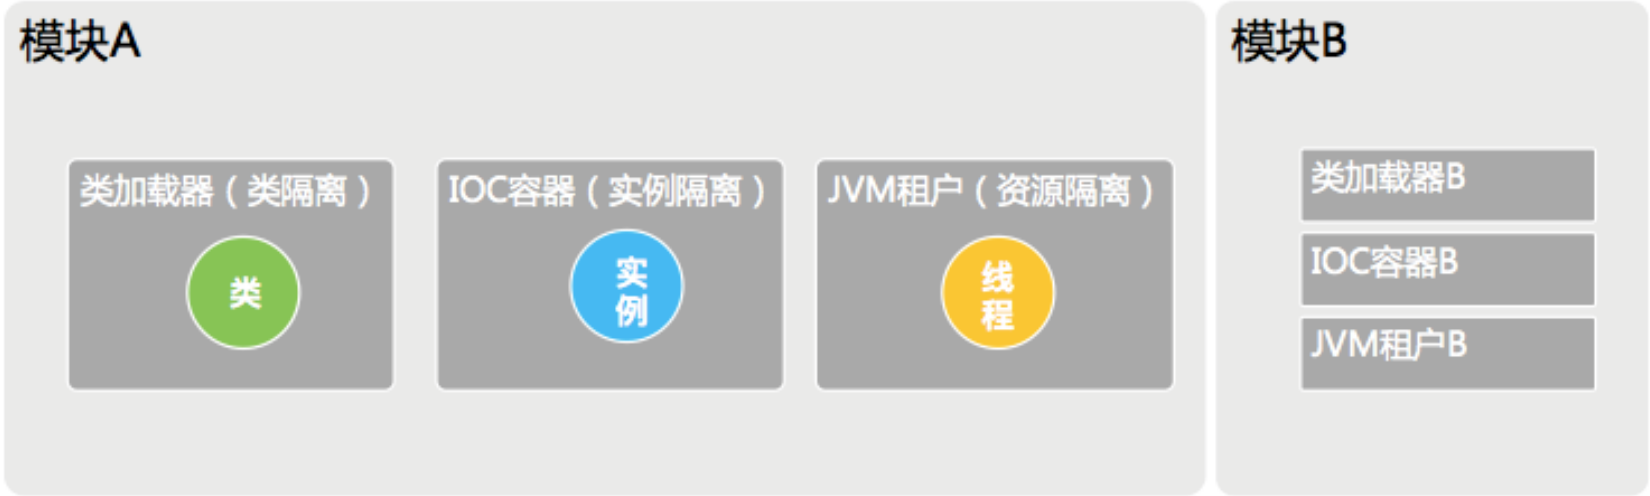 模块A
类加载器（类隔离）
类
IOC容器（实例隔离）
实
例
JVM租户（资源隔离）
线
程
模块B
类加载器B
IOC容器B
JVM租户B